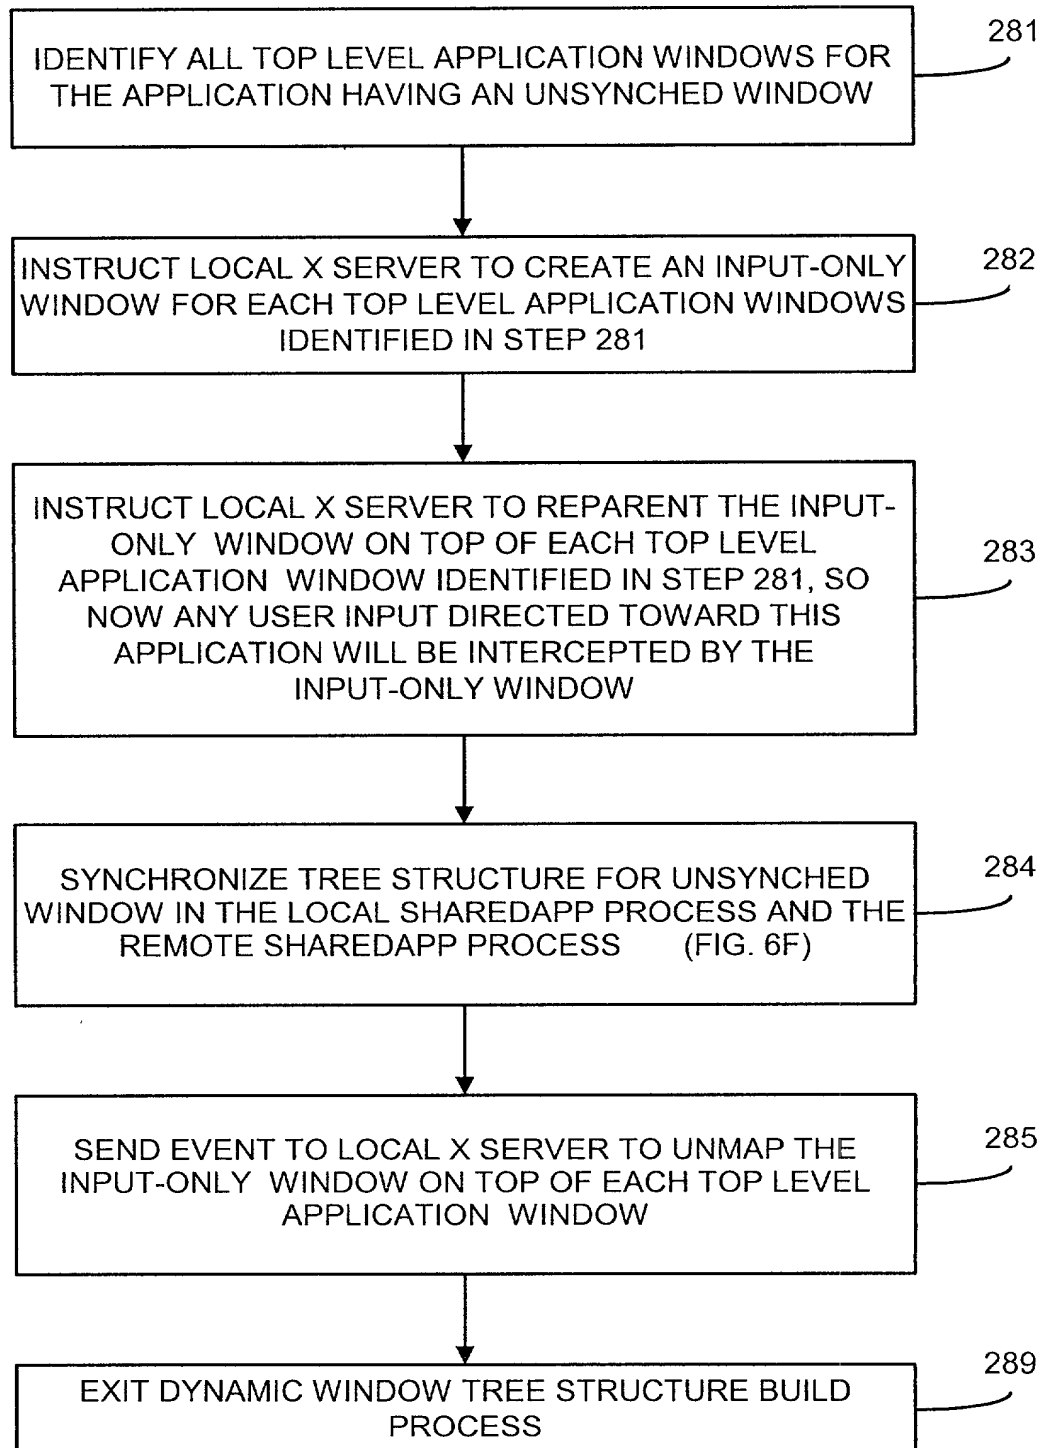 IDENTIFY ALL TOP LEVEL APPLICATION WINDOWS FOR
THE APPLICATION HAVING AN UNSYNCHED WINDOW
281
INSTRUCT LOCAL X SERVER TO CREATE AN INPUT-ONLY
WINDOW FOR EACH TOP LEVEL APPLICATION WINDOWS
IDENTIFIED IN STEP 281
282
INSTRUCT LOCAL X SERVER TO REPARENT THE INPUT-
ONLY WINDOW ON TOP OF EACH TOP LEVEL
APPLICATION WINDOW IDENTIFIED IN STEP 281, SO
NOW ANY USER INPUT DIRECTED TOWARD THIS
APPLICATION WILL BE INTERCEPTED BY THE
INPUT-ONLY WINDOW
283
SYNCHRONIZE TREE STRUCTURE FOR UNSYNCHED
WINDOW IN THE LOCAL SHAREDAPP PROCESS AND THE
REMOTE SHAREDAPP PROCESS (FIG. 6F)
284
SEND EVENT TO LOCAL X SERVER TO UNMAP THE
INPUT-ONLY WINDOW ON TOP OF EACH TOP LEVEL
APPLICATION WINDOW
285
EXIT DYNAMIC WINDOW TREE STRUCTURE BUILD
PROCESS
289